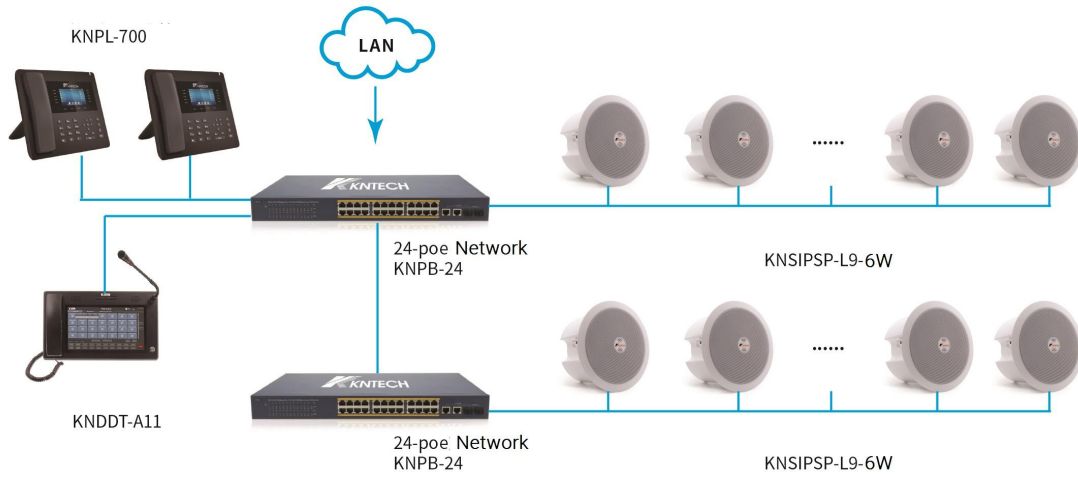 KNPL-700
LAN
KNTECH
24-poe Network
KNPB-24
KNSIPSP-L9-6W
KNDDT-A11
KNTECH
24-poe Network
KNPB-24
KNSIPSP-L9-6W